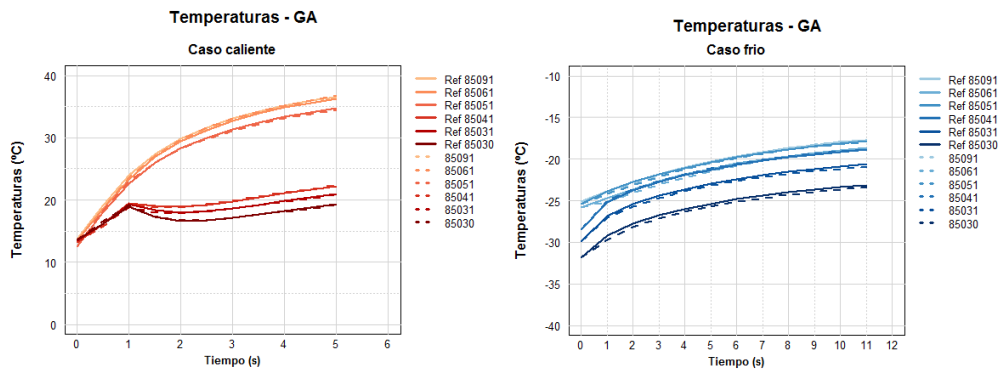 Temperaturas - GA
Caso caliente
Temperaturas (ºC)
40
30
20
10
0
0 1 2 3 4 5 6
Tiempo (s)
Ref 85091
Ref 85061
Ref 85051
Ref 85041
Ref 85031
Ref 85030
85091
85061
85051
85041
85031
85030
Temperaturas - GA
Caso frio
Temperaturas (ºC)
-10
-15
-20
-25
-30
-35
-40
0 1 2 3 4 5 6 7 8 9 10 11 12
Tiempo (s)
Ref 85091
Ref 85061
Ref 85051
Ref 85041
Ref 85031
Ref 85030
85091
85061
85051
85041
85031
85030